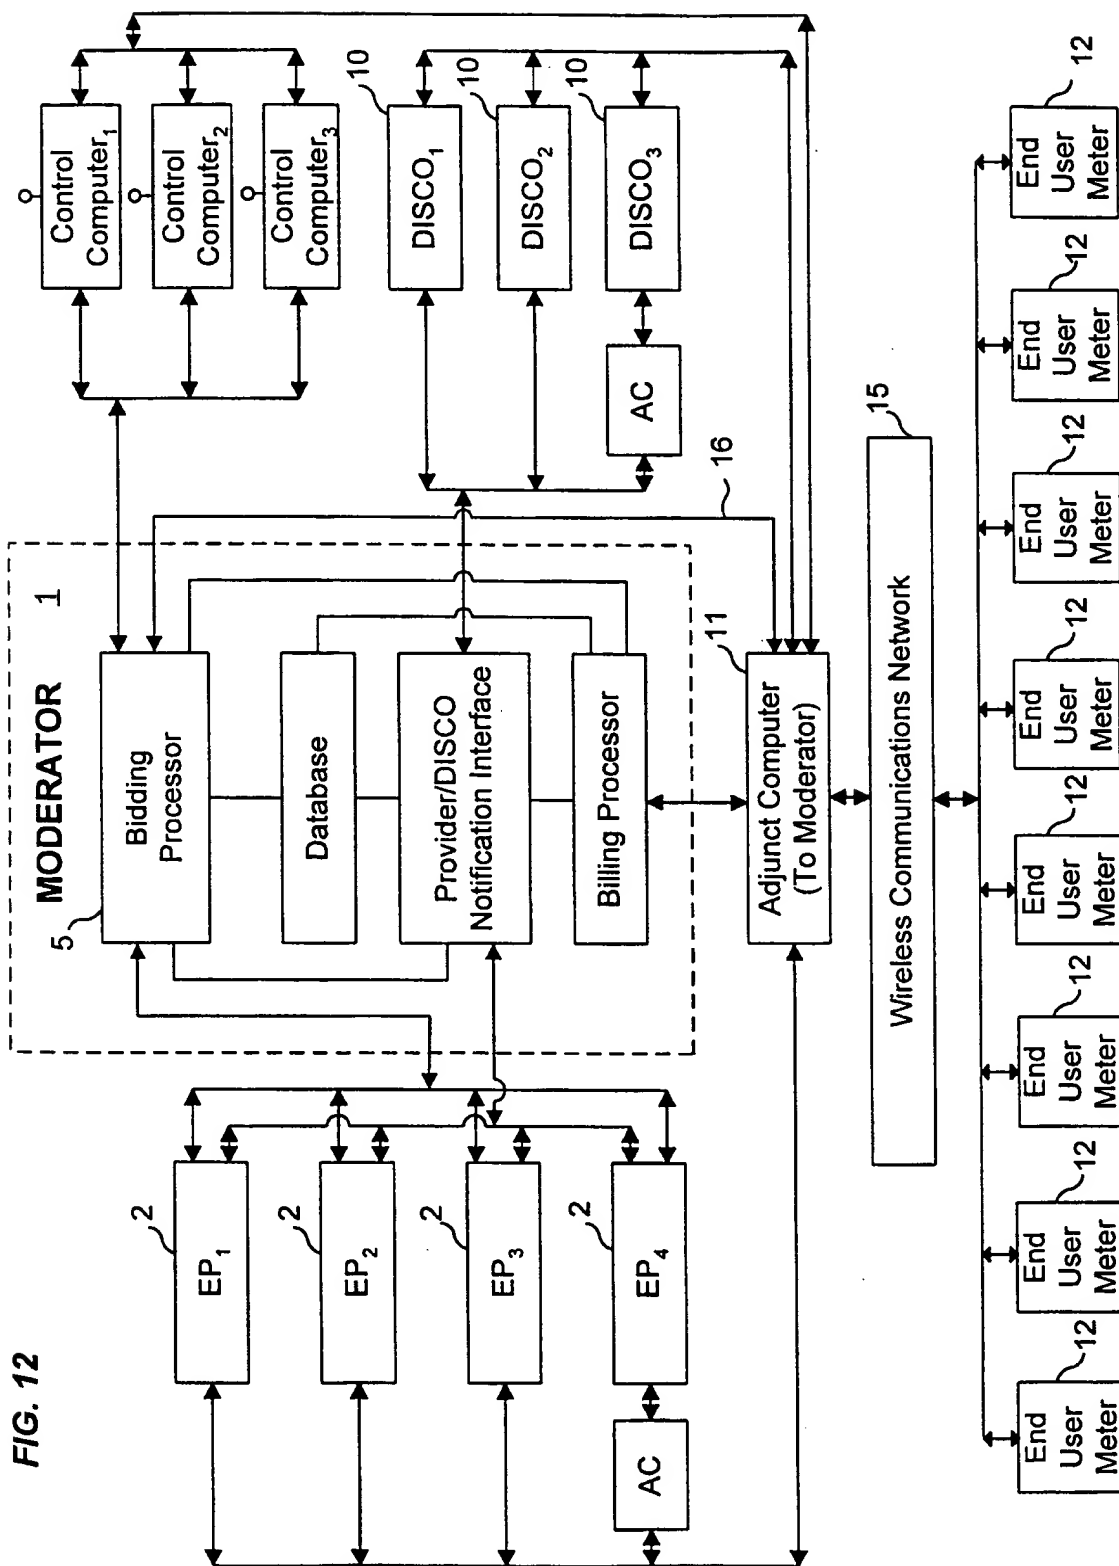 FIG. 12
MODERATOR
1
5
Bidding
Processor
Database
Provider/DISCO
Notification Interface
Billing Processor
2
EP1
2
EP2
2
EP3
2
EP4
AC
Control
Computer1
Control
Computer2
Control
Computer3
10
DISCO1
10
DISCO2
10
DISCO3
AC
16
11
Adjunct Computer
(To Moderator)
15
Wireless Communications Network
12
End
User
Meter
12
End
User
Meter
12
End
User
Meter
12
End
User
Meter
12
End
User
Meter
12
End
User
Meter
12
End
User
Meter
12
End
User
Meter